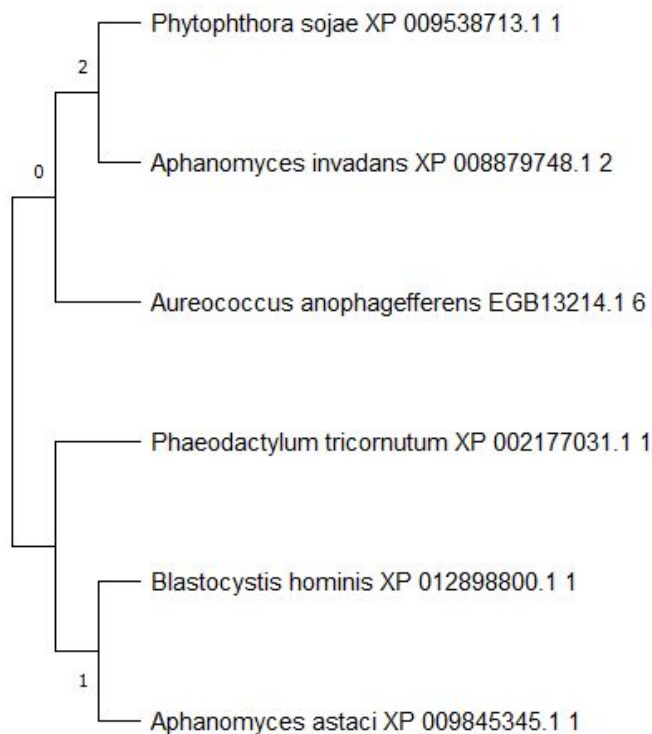 Phytophthora sojae XP 009538713.1 1
2
Aphanomyces invadans XP 008879748.1 2
0
Aureococcus anophagefferens EGB13214.1 6
Phaeodactylum tricornutum XP 002177031.1 1
Blastocystis hominis XP 012898800.1 1
1
Aphanomyces astaci XP 009845345.1 1